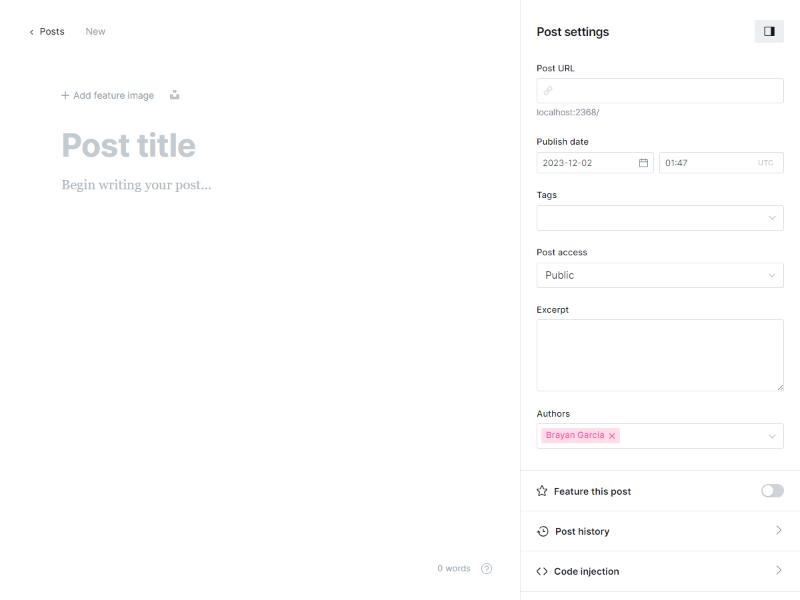 Posts New
Add feature image
Post title
Begin writing your post...
0 words
Post settings
Post URL
localhost:2368/
Publish date
2023-12-02 01:47 UTC
Tags
Post access
Public
Excerpt
Authors
Brayan Garcia
Feature this post
Post history
Code injection